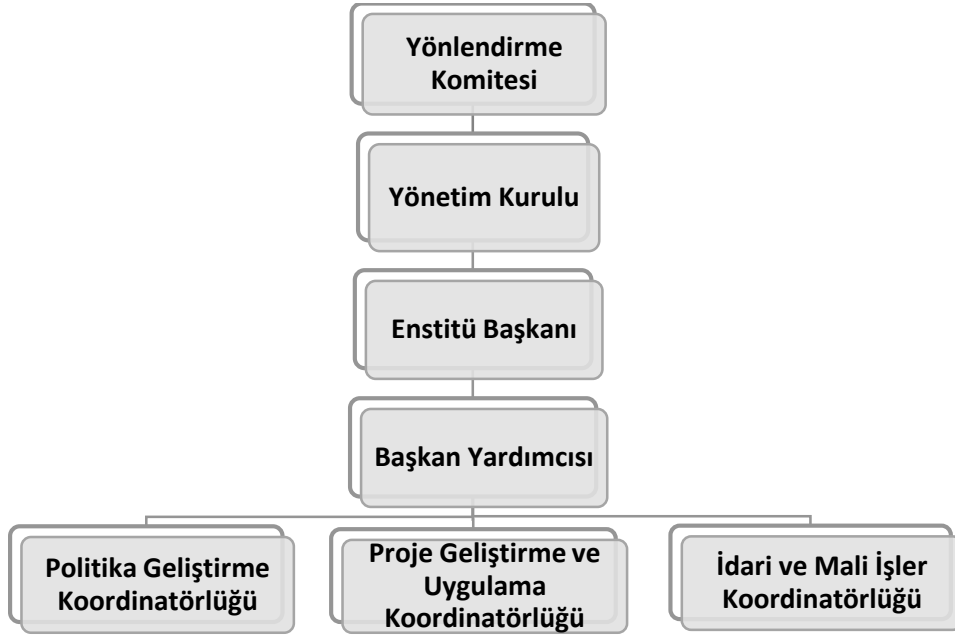 Yönlendirme
Komitesi
Yönetim Kurulu
Enstitü Başkanı
Başkan Yardımcısı
Politika Geliştirme
Koordinatörlüğü
Proje Geliştirme ve
Uygulama
Koordinatörlüğü
İdari ve Mali İşler
Koordinatörlüğü